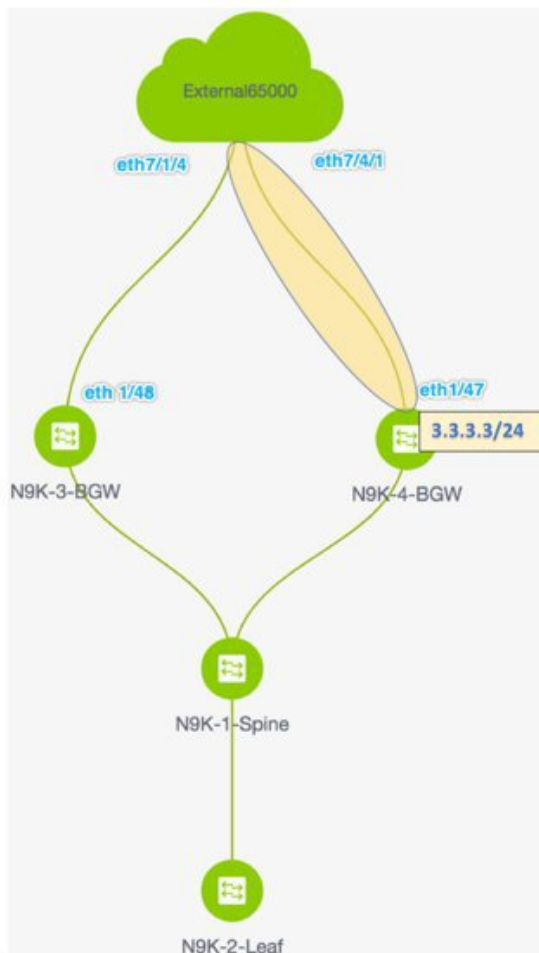 External65000
eth7/1/4
eth7/4/1
eth 1/48
eth1/47
3.3.3.3/24
N9K-3-BGW
N9K-4-BGW
N9K-1-Spine
N9K-2-Leaf